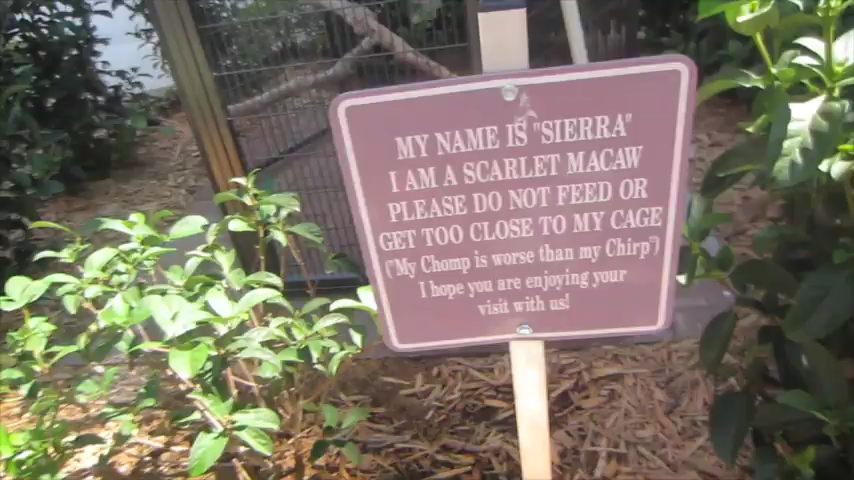 MY NAME IS "SIERRA"
I AM A SCARLET MACAW
PLEASE DO NOT FEED OR
GET TOO CLOSE TO MY CAGE
("My Chomp is worse than my Chirp")
I hope you are enjoying your
visit with us!